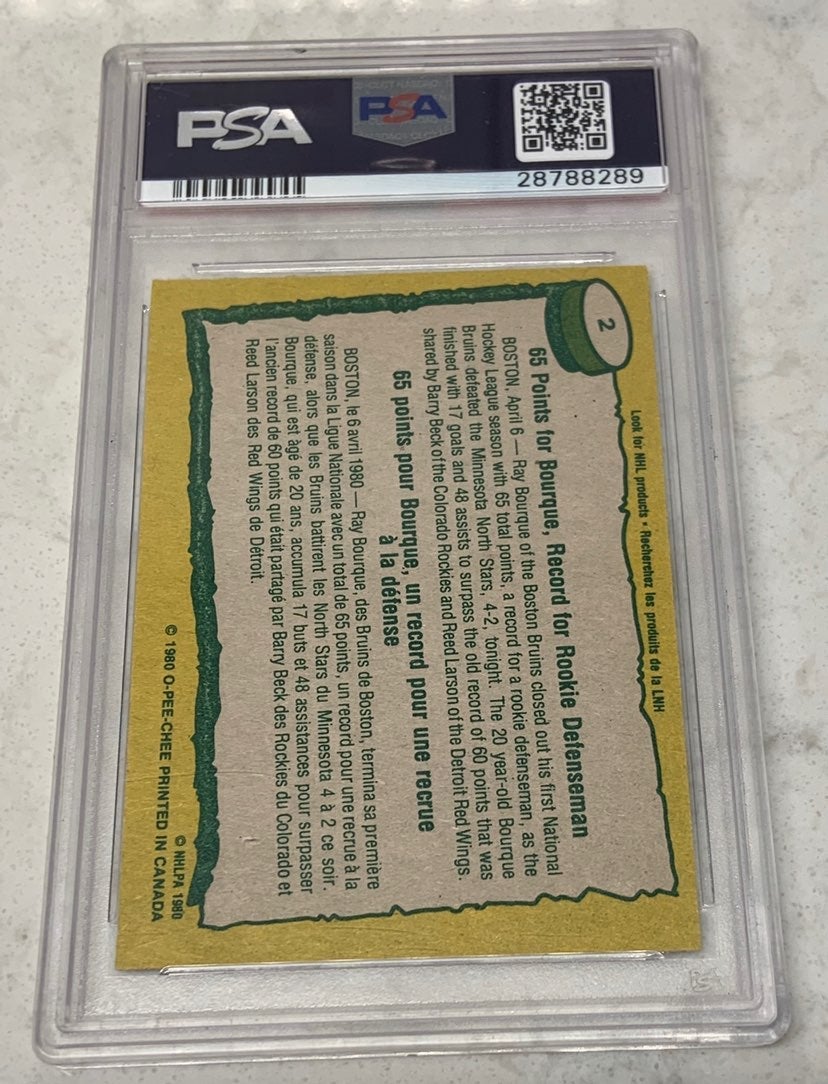 PSA
PSA
28788289
2
Look for NHL products • Recherchez les produits de la LNH
65 Points for Bourque, Record for Rookie Defenseman
BOSTON, April 6 — Ray Bourque of the Boston Bruins closed out his first National
Hockey League season with 65 total points, a record for a rookie defenseman, as the
Bruins defeated the Minnesota North Stars, 4-2, tonight. The 20 year-old Bourque
finished with 17 goals and 48 assists to surpass the old record of 60 points that was
shared by Barry Beck of the Colorado Rockies and Reed Larson of the Detroit Red Wings.
65 points pour Bourque, un record pour une recrue
à la défense
BOSTON, le 6 avril 1980 — Ray Bourque, des Bruins de Boston, termina sa première
saison dans la Ligue Nationale avec un total de 65 points, un record pour une recrue à la
défense, alors que les Bruins battirent les North Stars du Minnesota 4 à 2 ce soir.
Bourque, qui est âgé de 20 ans, accumula 17 buts et 48 assistances pour surpasser
l'ancien record de 60 points qui était partagé par Barry Beck des Rockies du Colorado et
Reed Larson des Red Wings de Détroit.
© NHLPA 1980
© 1980 O-PEE-CHEE PRINTED IN CANADA
PSA